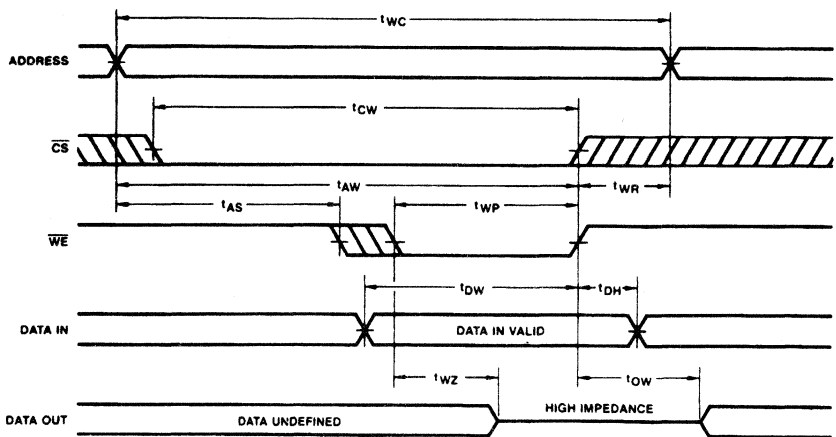 tWC
ADDRESS
tCW
CS
tAW
tWR
tAS
tWP
WE
tDW
tDH
DATA IN
DATA IN VALID
tWZ
tOW
HIGH IMPEDANCE
DATA OUT
DATA UNDEFINED